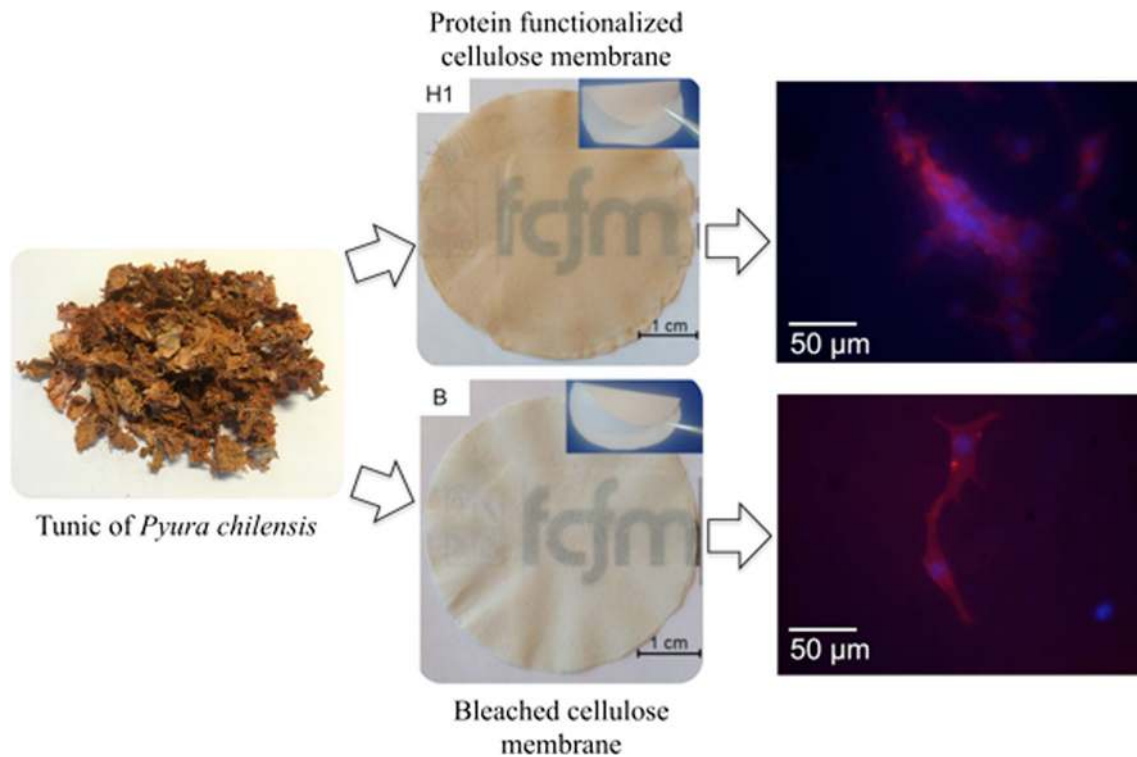 Protein functionalized
cellulose membrane
H1
fcfm
1 cm
50 µm
Tunic of Pyura chilensis
B
fcfm
1 cm
50 µm
Bleached cellulose
membrane